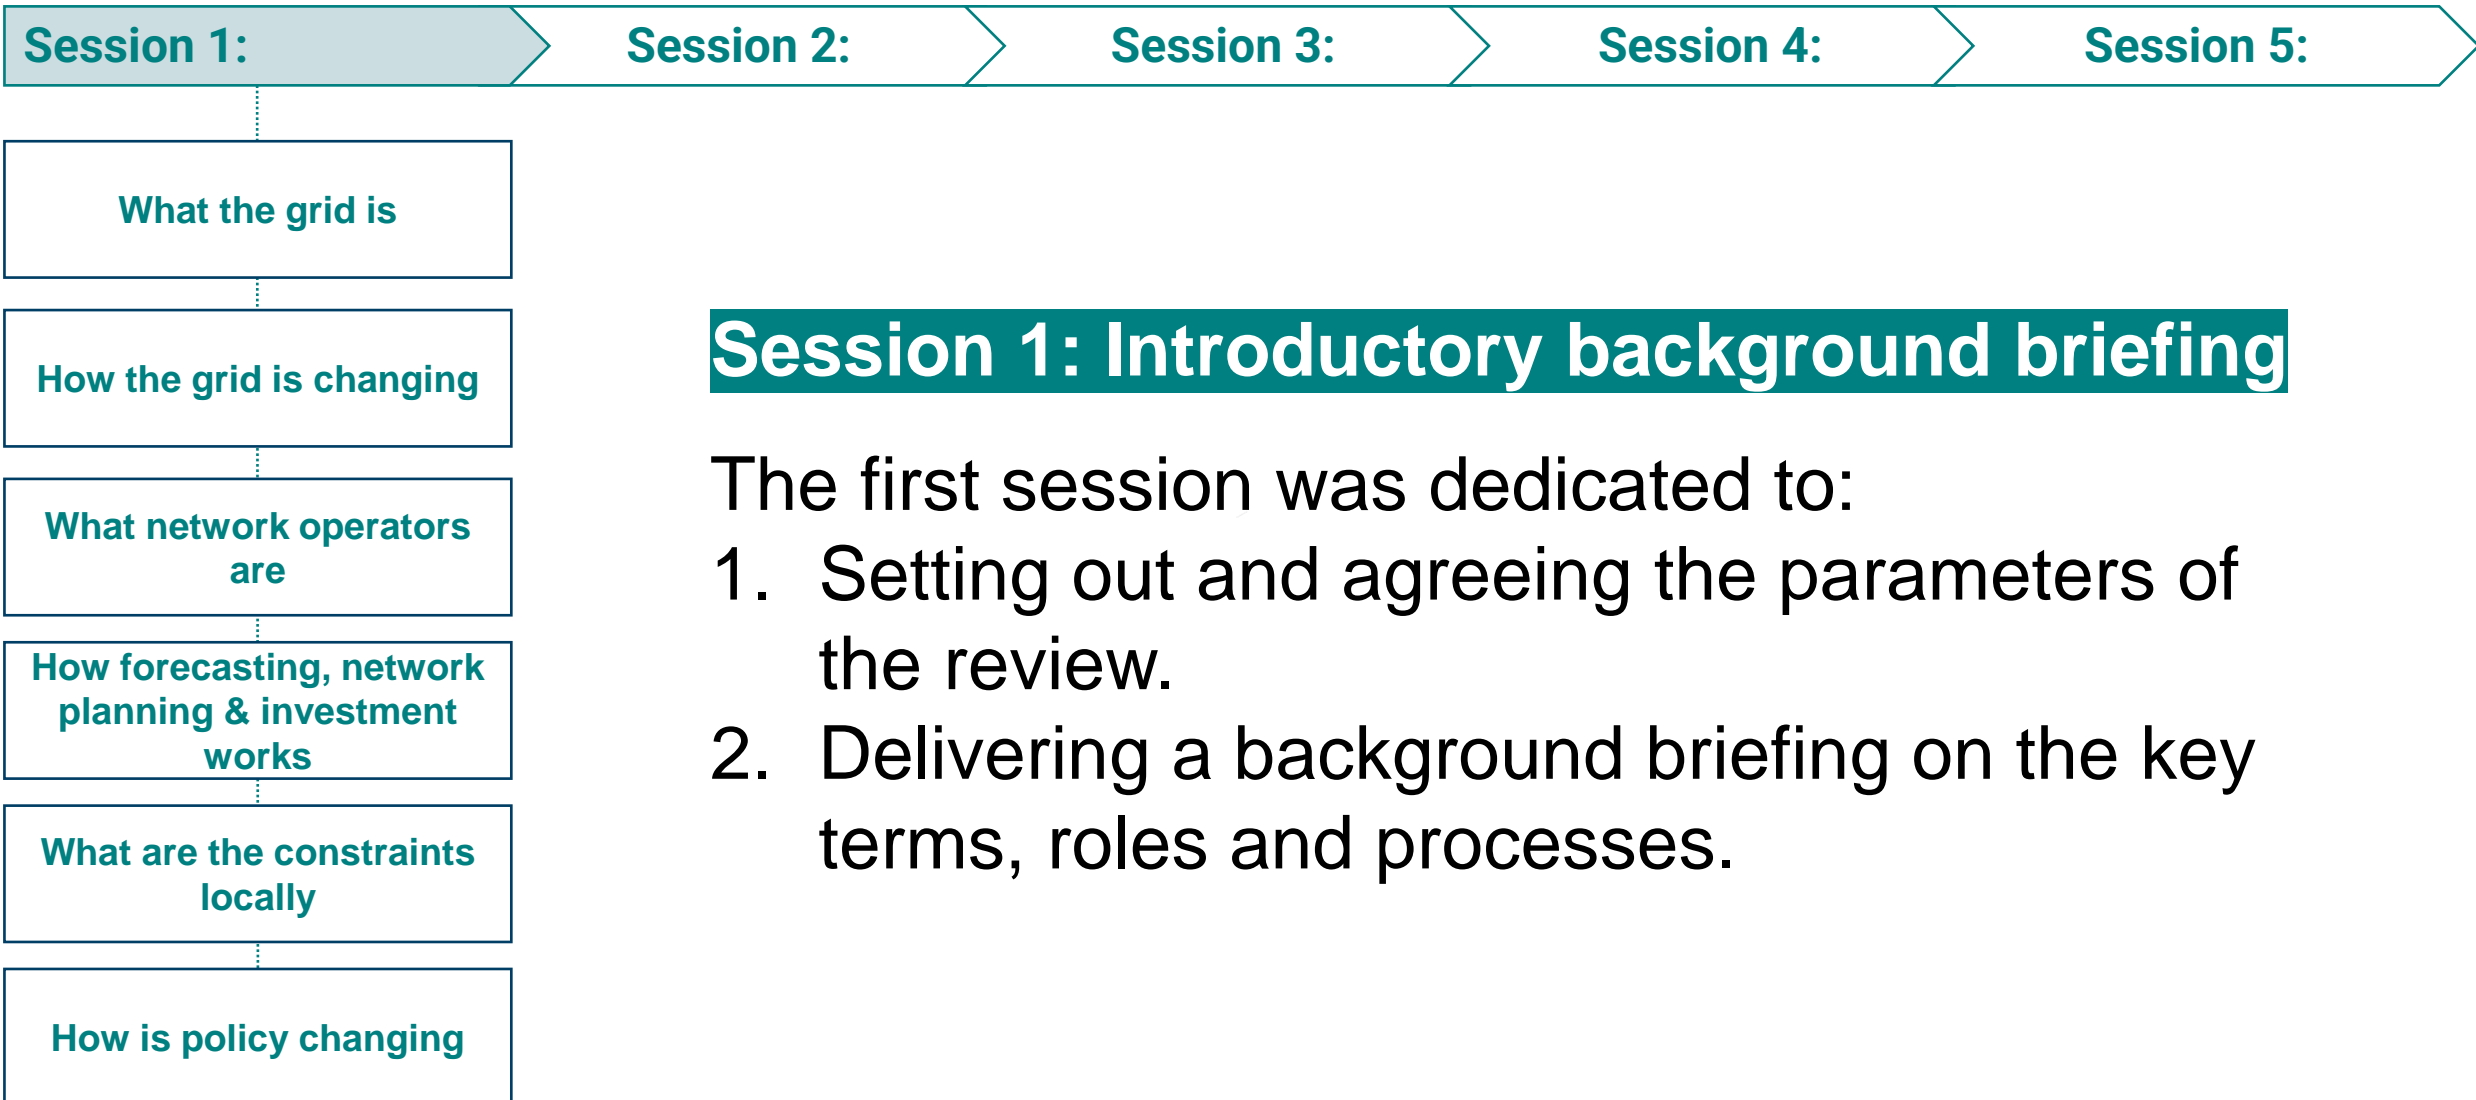 Session 1:
Session 2:
Session 3:
Session 4:
Session 5:
What the grid is
How the grid is changing
What network operators
are
How forecasting, network
planning & investment
works
What are the constraints
locally
How is policy changing
Session 1: Introductory background briefing
The first session was dedicated to:
1. Setting out and agreeing the parameters of
the review.
2. Delivering a background briefing on the key
terms, roles and processes.